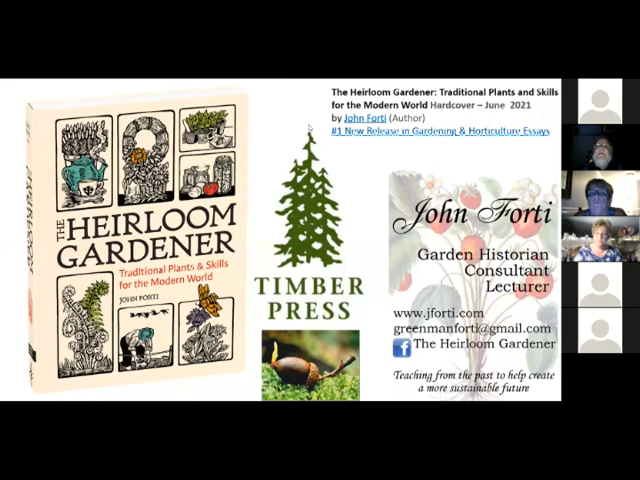 THE
HEIRLOOM
GARDENER
Traditional Plants & Skills
for the Modern World
JOHN FORTI
TIMBER
PRESS
The Heirloom Gardener: Traditional Plants and Skills
for the Modern World Hardcover – June 2021
by John Forti (Author)
#1 New Release in Gardening & Horticulture Essays
John Forti
Garden Historian
Consultant
Lecturer
www.jforti.com
greenmanforti@gmail.com
f The Heirloom Gardener
Teaching from the past to help create
a more sustainable future